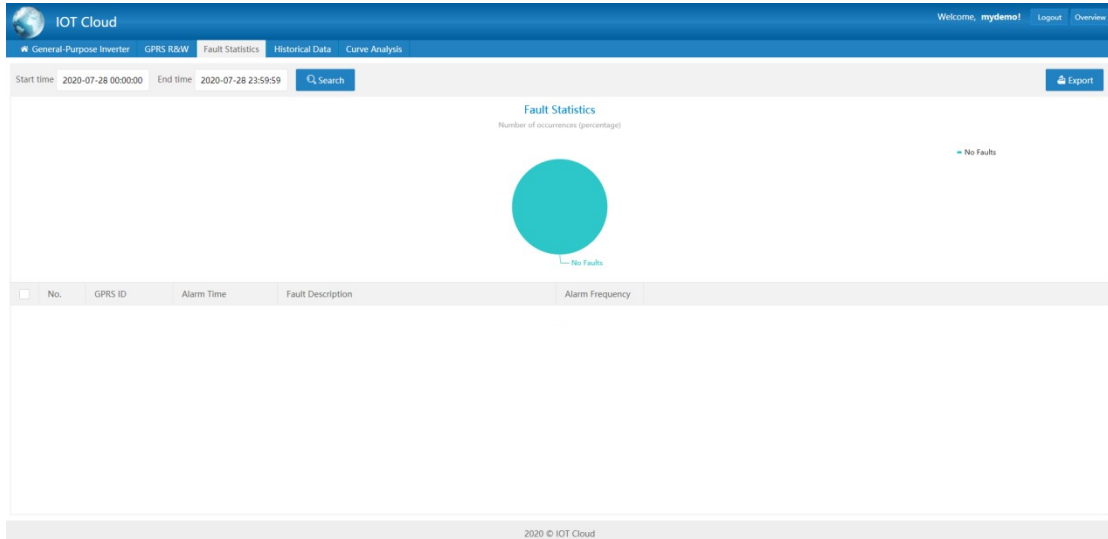 IOT Cloud
Welcome, mydemo! Logout Overview
General-Purpose Inverter GPRS R&W Fault Statistics Historical Data Curve Analysis
Start time 2020-07-28 00:00:00 End time 2020-07-28 23:59:59 Search Export
Fault Statistics
Number of occurrences (percentage)
No Faults
No Faults
No. GPRS ID Alarm Time Fault Description Alarm Frequency
2020 © IOT Cloud